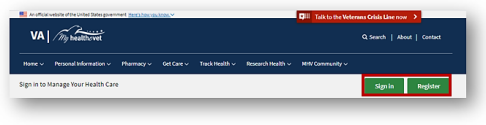 An official website of the United States government Here's how you know
Talk to the Veterans Crisis Line now
VA My healthevet
Search | About | Contact
Home Personal Information Pharmacy Get Care Track Health Research Health MHV Community
Sign in to Manage Your Health Care
Sign in Register